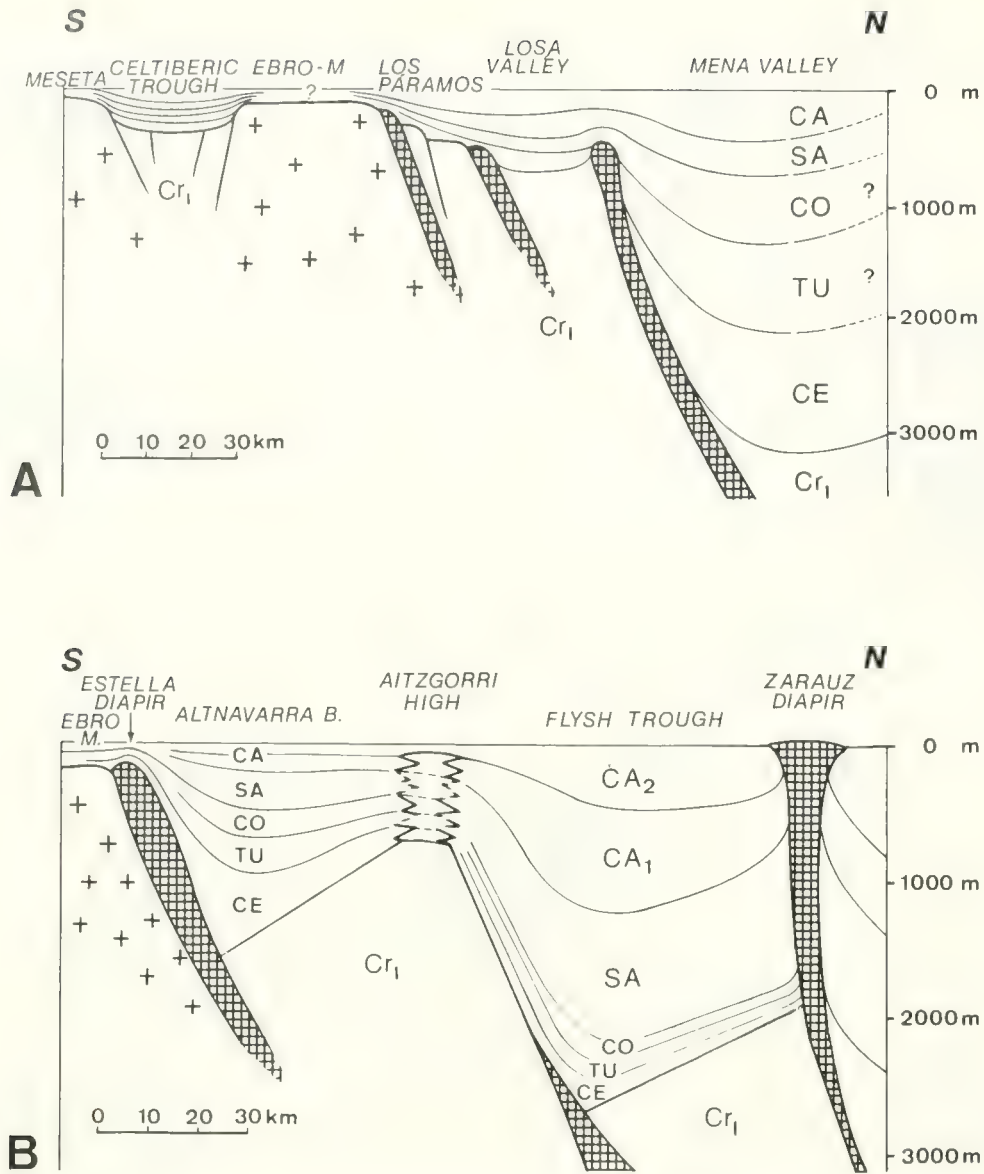 S N
MESETA CELTIBERIC TROUGH EBRO-M ? LOS PÁRAMOS LOSA VALLEY MENA VALLEY
0 m
CA
SA
CO ?
1000 m
TU ?
2000 m
CE
3000 m
Cr₁
Cr₁
Cr₁
0 10 20 30 km
A
S N
EBRO M. ESTELLA DIAPIR ALTNAVARRA B. AITZGORRI HIGH FLYSH TROUGH ZARAUZ DIAPIR
0 m
CA
SA
CO
TU
CE
Cr₁
CA₂
CA₁
1000 m
SA
2000 m
CO
TU
CE
Cr₁
3000 m
0 10 20 30 km
B